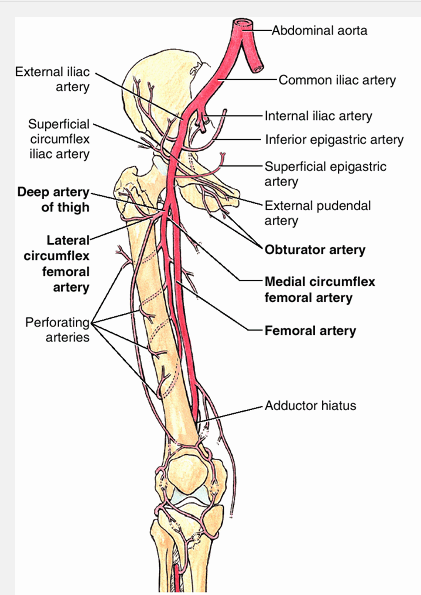 Abdominal aorta
External iliac
artery
Common iliac artery
Superficial
circumflex
iliac artery
Internal iliac artery
Inferior epigastric artery
Superficial epigastric
artery
Deep artery
of thigh
External pudendal
artery
Lateral
circumflex
femoral
artery
Obturator artery
Medial circumflex
femoral artery
Perforating
arteries
Femoral artery
Adductor hiatus